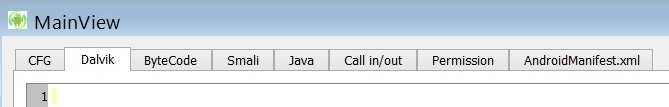 MainView
CFG Dalvik ByteCode Smali Java Call in/out Permission AndroidManifest.xml
1